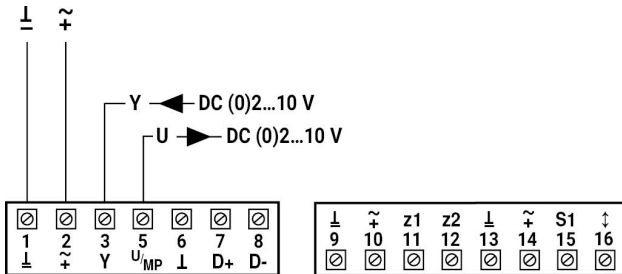 ⊥ ~
− +
Y DC (0)2...10 V
U DC (0)2...10 V
1 2 3 5 6 7 8
⊥ ~ Y U/MP ⊥ D+ D-
− +
⊥ ~ z1 z2 ⊥ ~ S1 ↕
− + − +
9 10 11 12 13 14 15 16